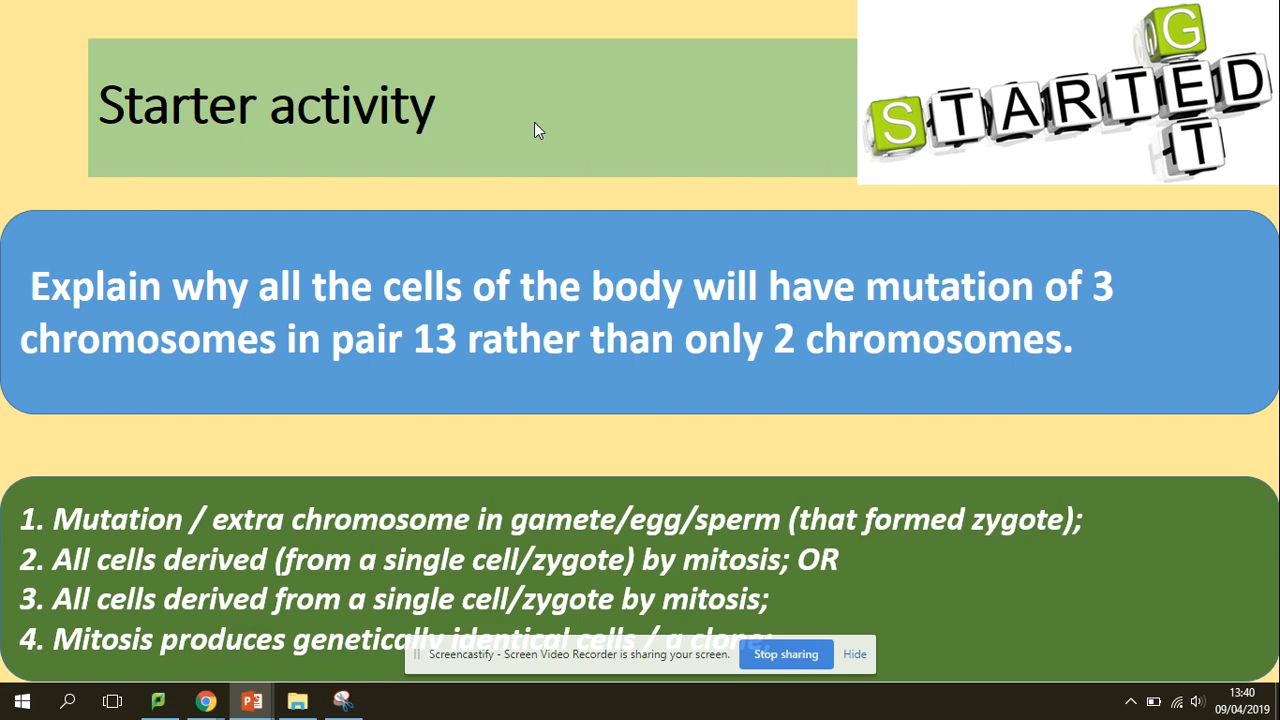 Starter activity
G
STARTED
T
Explain why all the cells of the body will have mutation of 3
chromosomes in pair 13 rather than only 2 chromosomes.
1. Mutation / extra chromosome in gamete/egg/sperm (that formed zygote);
2. All cells derived (from a single cell/zygote) by mitosis; OR
3. All cells derived from a single cell/zygote by mitosis;
4. Mitosis produces genetically identical cells / a clone;
Screencastify - Screen Video Recorder is sharing your screen. Stop sharing Hide
13:40
09/04/2019